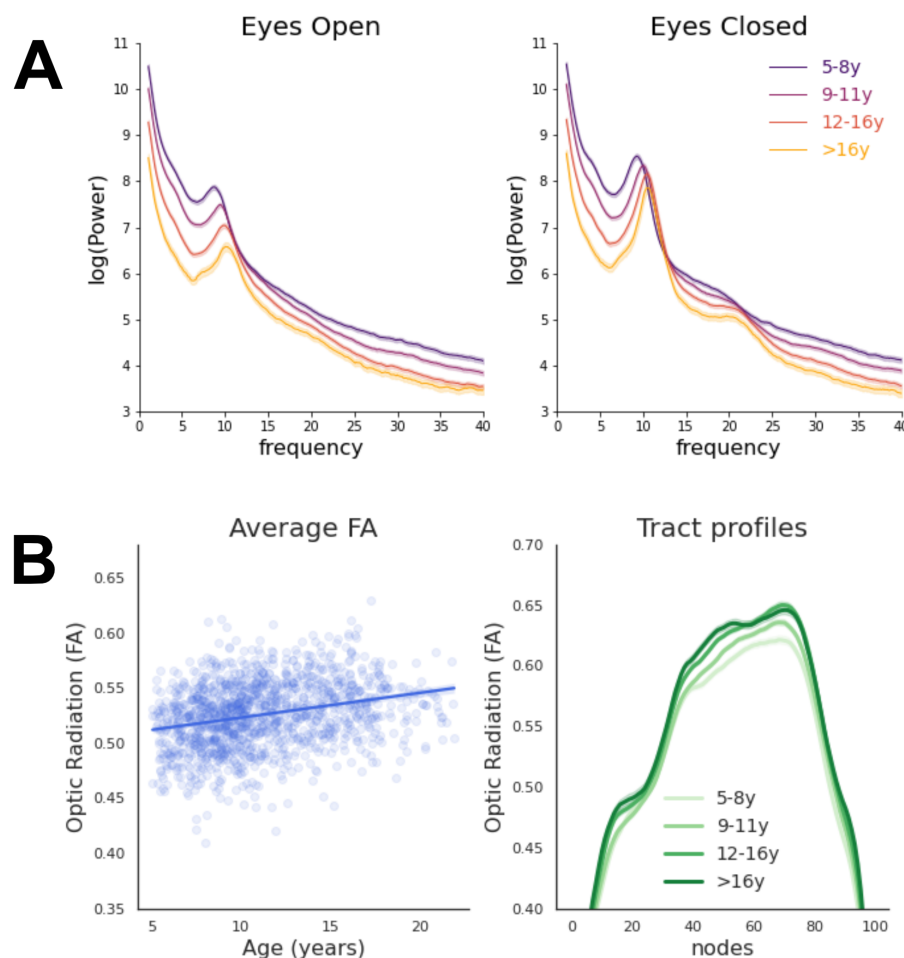 A
Eyes Open
Eyes Closed
11
10
9
8
7
6
5
4
3
log(Power)
0 5 10 15 20 25 30 35 40
frequency
11
10
9
8
7
6
5
4
3
log(Power)
0 5 10 15 20 25 30 35 40
frequency
5-8y
9-11y
12-16y
>16y
B
Average FA
Tract profiles
0.65
0.60
0.55
0.50
0.45
0.40
0.35
Optic Radiation (FA)
5 10 15 20
Age (years)
0.70
0.65
0.60
0.55
0.50
0.45
0.40
Optic Radiation (FA)
5-8y
9-11y
12-16y
>16y
0 20 40 60 80 100
nodes